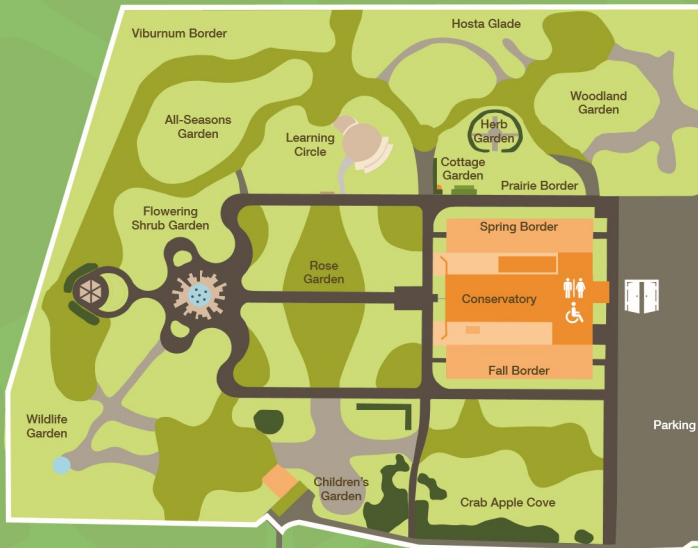 Hosta Glade
Viburnum Border
Woodland
Garden
All-Seasons
Garden
Herb
Garden
Learning
Circle
Cottage
Garden
Prairie Border
Flowering
Shrub Garden
Spring Border
Rose
Garden
Conservatory
Fall Border
Wildlife
Garden
Parking
Children's
Garden
Crab Apple Cove